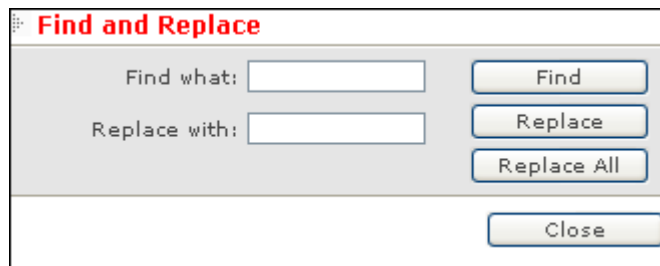 Find and Replace
Find what: Find
Replace with: Replace
Replace All
Close